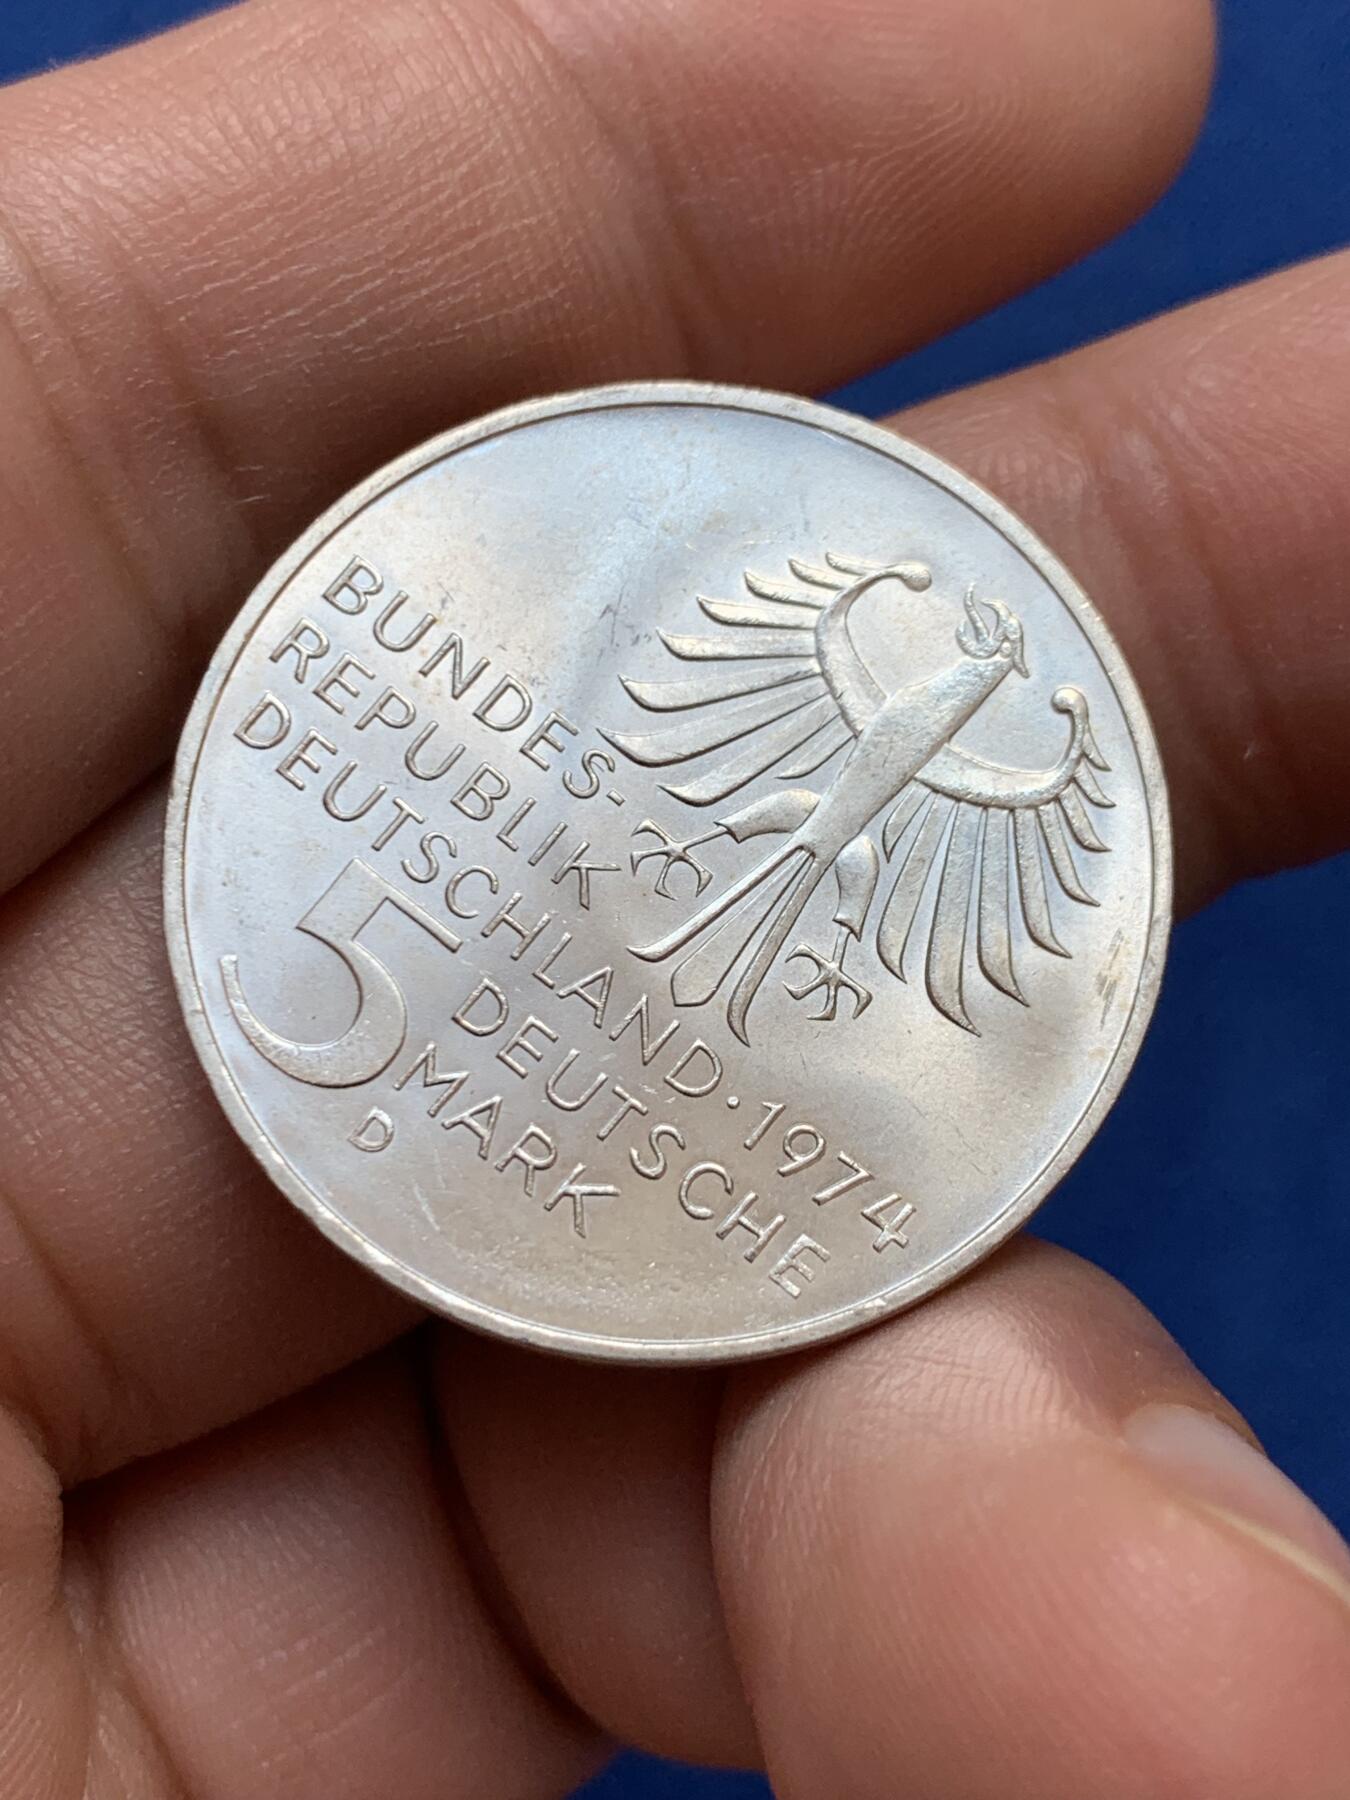 BUNDES-
REPUBLIK
DEUTSCHLAND·1974
5 DEUTSCHE
MARK
D